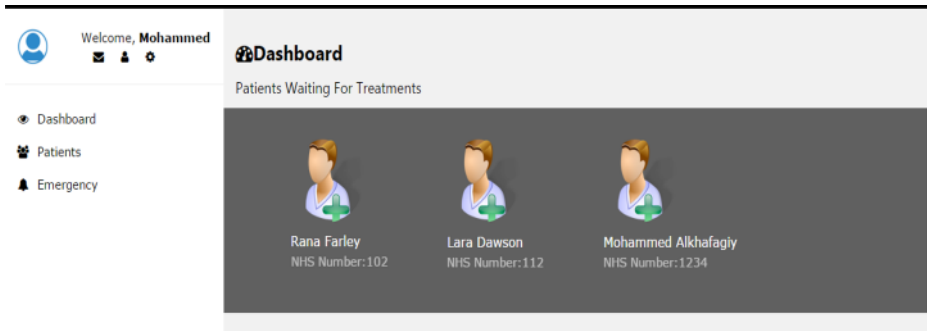 Welcome, Mohammed
Dashboard
Patients
Emergency
Dashboard
Patients Waiting For Treatments
Rana Farley
NHS Number:102
Lara Dawson
NHS Number:112
Mohammed Alkhafagiy
NHS Number:1234